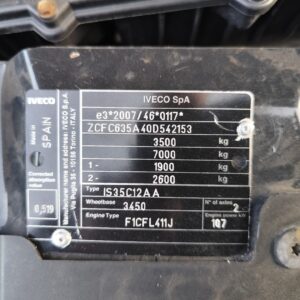 IVECO SpA
IVECO
e3*2007/46*0117*
ZCFC635A40D542153
3500 kg
7000 kg
1- 1900 kg
2- 2600 kg
Made in SPAIN
Manufacturer name and address: IVECO S.p.A.
Via Puglia 35 - 10156 Torino - ITALY
Corrected absorption value
0,519
Type IS35C12AA
Wheelbase 3450 N° of axles 2
Engine Type F1CFL411J Engine power kW 107